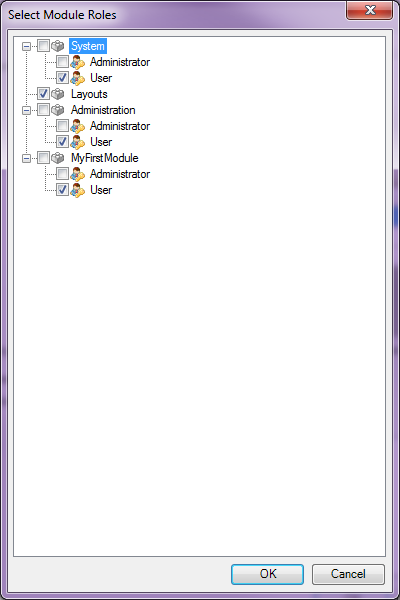 Select Module Roles
System
Administrator
User
Layouts
Administration
Administrator
User
MyFirstModule
Administrator
User
OK Cancel